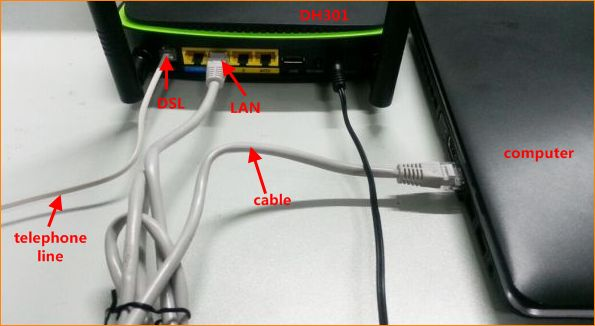 DH301
DSL
LAN
computer
cable
telephone
line